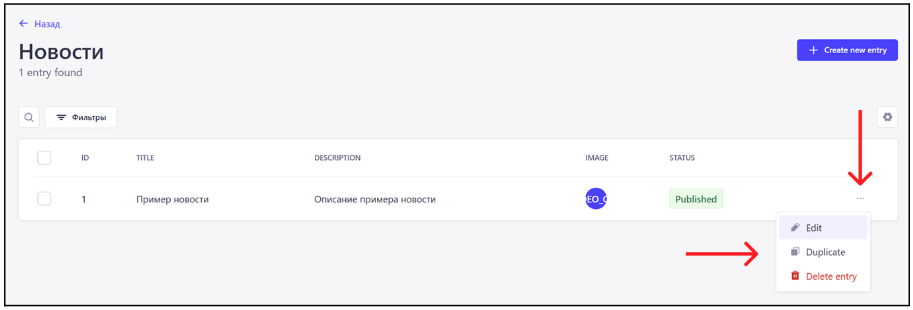 ← Назад
Новости
1 entry found
+ Create new entry
Фильтры
ID TITLE DESCRIPTION IMAGE STATUS
1 Пример новости Описание примера новости EO_ Published ...
Edit
Duplicate
Delete entry